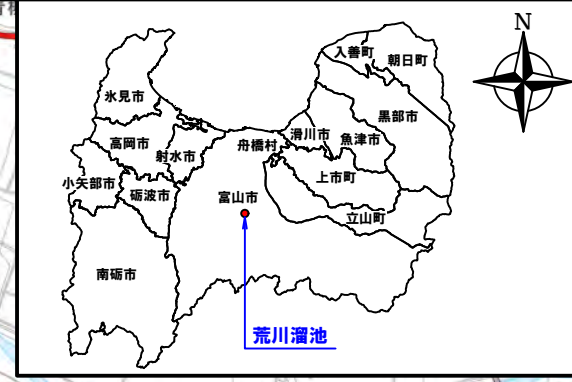 N
入善町
朝日町
氷見市
黒部市
高岡市
射水市
舟橋村
滑川市
魚津市
上市町
小矢部市
砺波市
富山市
立山町
南砺市
荒川溜池